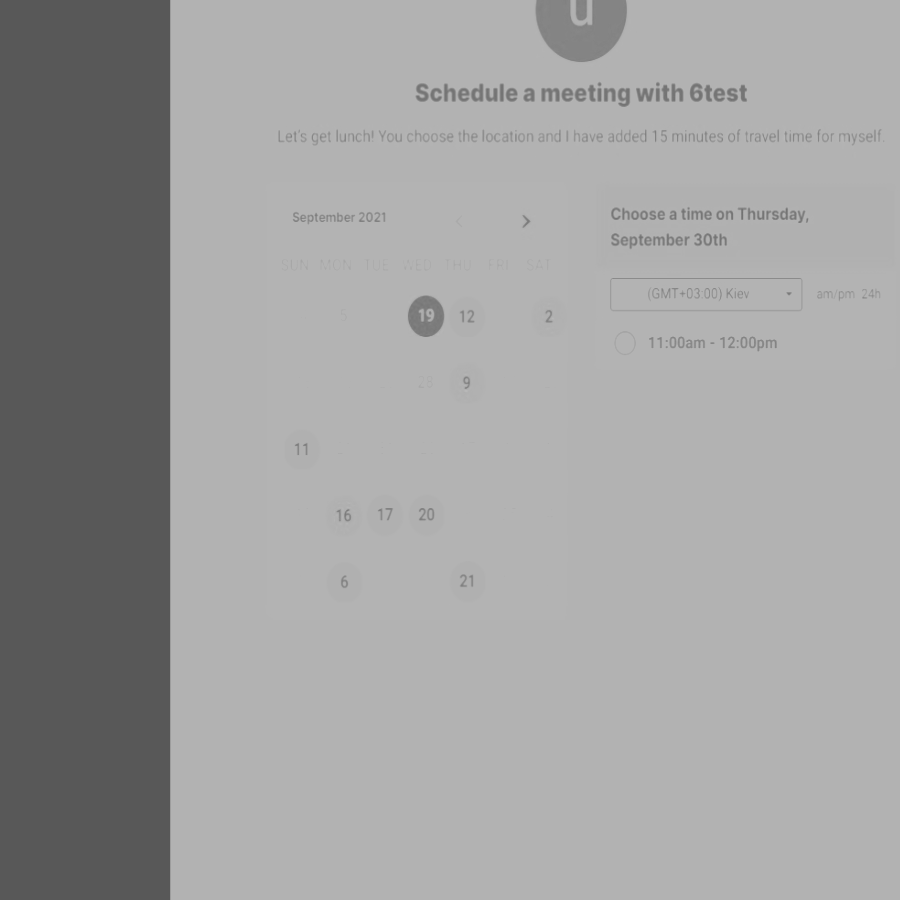 u
Schedule a meeting with 6test
Let's get lunch! You choose the location and I have added 15 minutes of travel time for myself.
September 2021
SUN MON TUE WED THU FRI SAT
19 12 2
28 9
11
16 17 20
6 21
Choose a time on Thursday,
September 30th
(GMT+03:00) Kiev
am/pm 24h
11:00am - 12:00pm